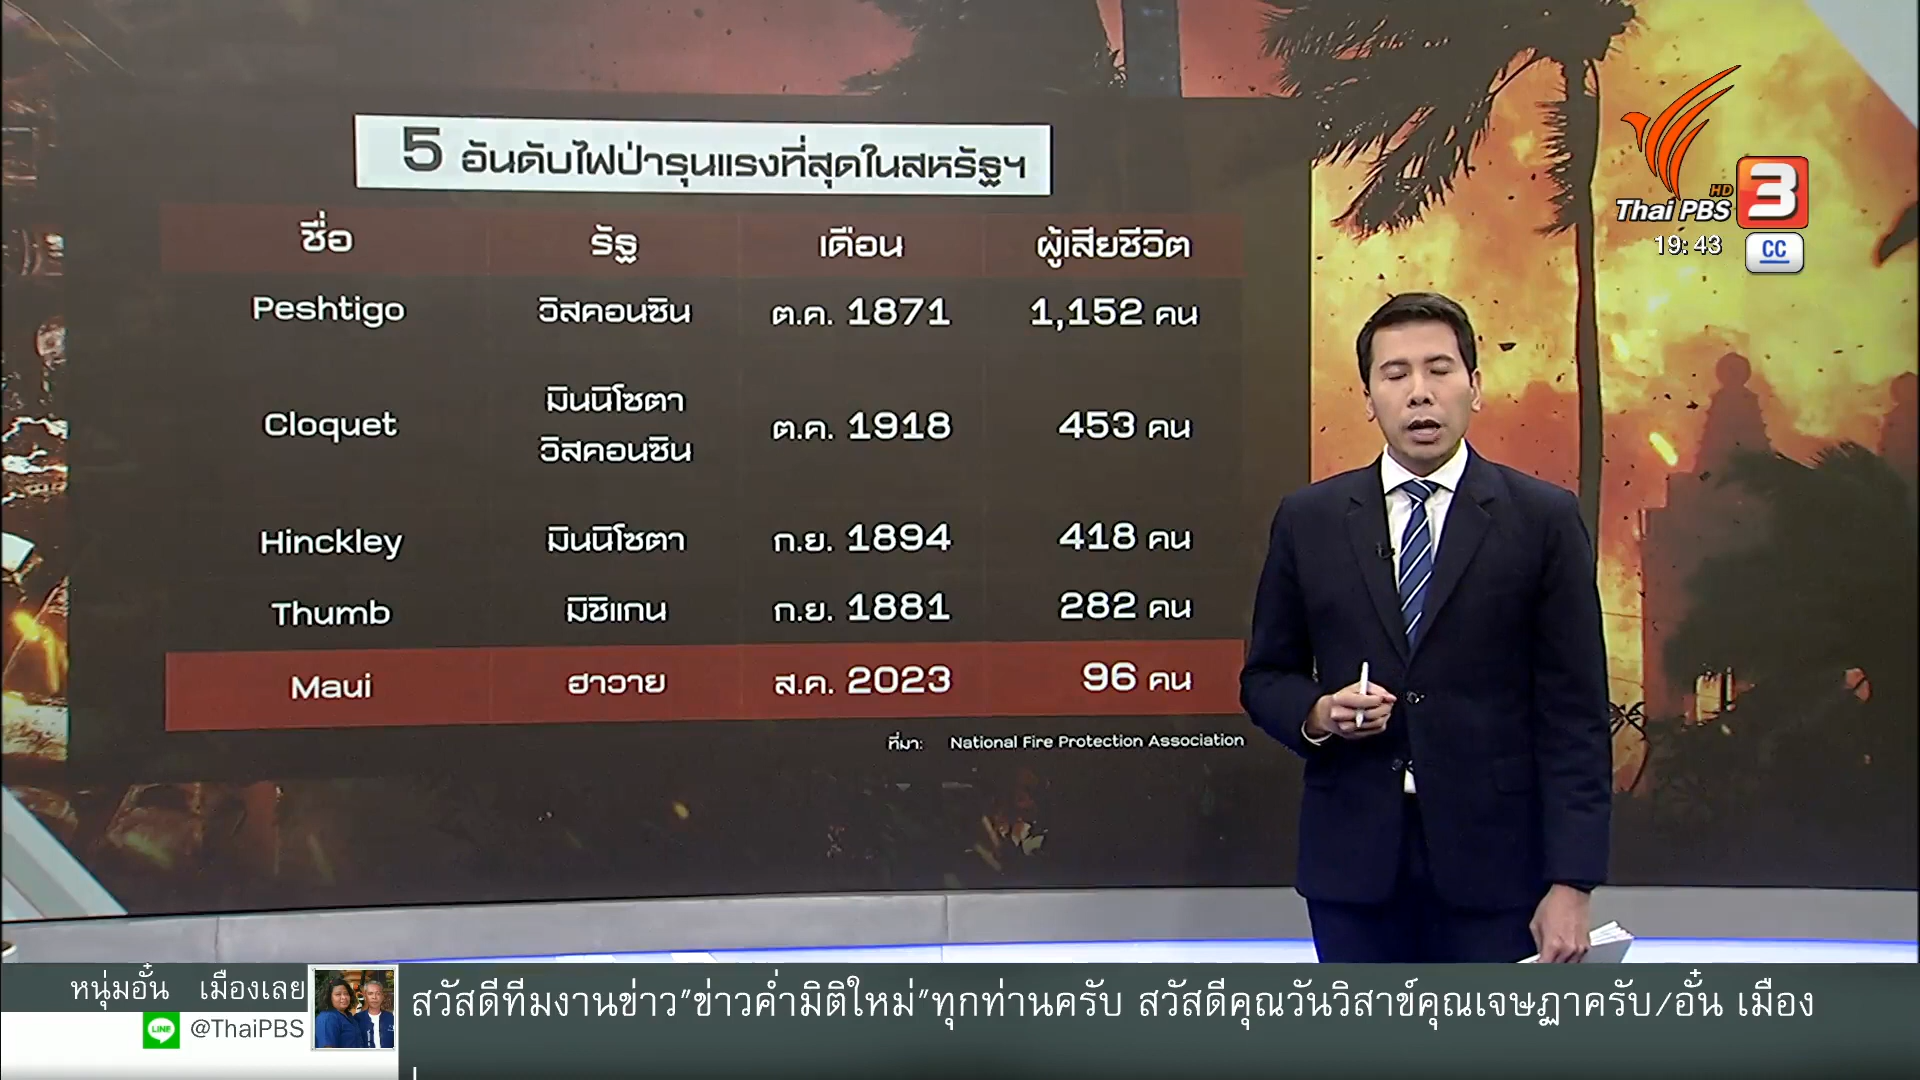 5 อันดับไฟป่ารุนแรงที่สุดในสหรัฐฯ
ชื่อ รัฐ เดือน ผู้เสียชีวิต
Peshtigo วิสคอนซิน ต.ค. 1871 1,152 คน
Cloquet มินนิโซตา วิสคอนซิน ต.ค. 1918 453 คน
Hinckley มินนิโซตา ก.ย. 1894 418 คน
Thumb มิชิแกน ก.ย. 1881 282 คน
Maui ฮาวาย ส.ค. 2023 96 คน
ที่มา: National Fire Protection Association
HD
Thai PBS 3
19:43 CC
หนุ่มอั๋น เมืองเลย
LINE @ThaiPBS
สวัสดีทีมงานข่าว"ข่าวค่ำมิติใหม่"ทุกท่านครับ สวัสดีคุณวันวิสาข์คุณเจษฎาครับ/อั๋น เมือง